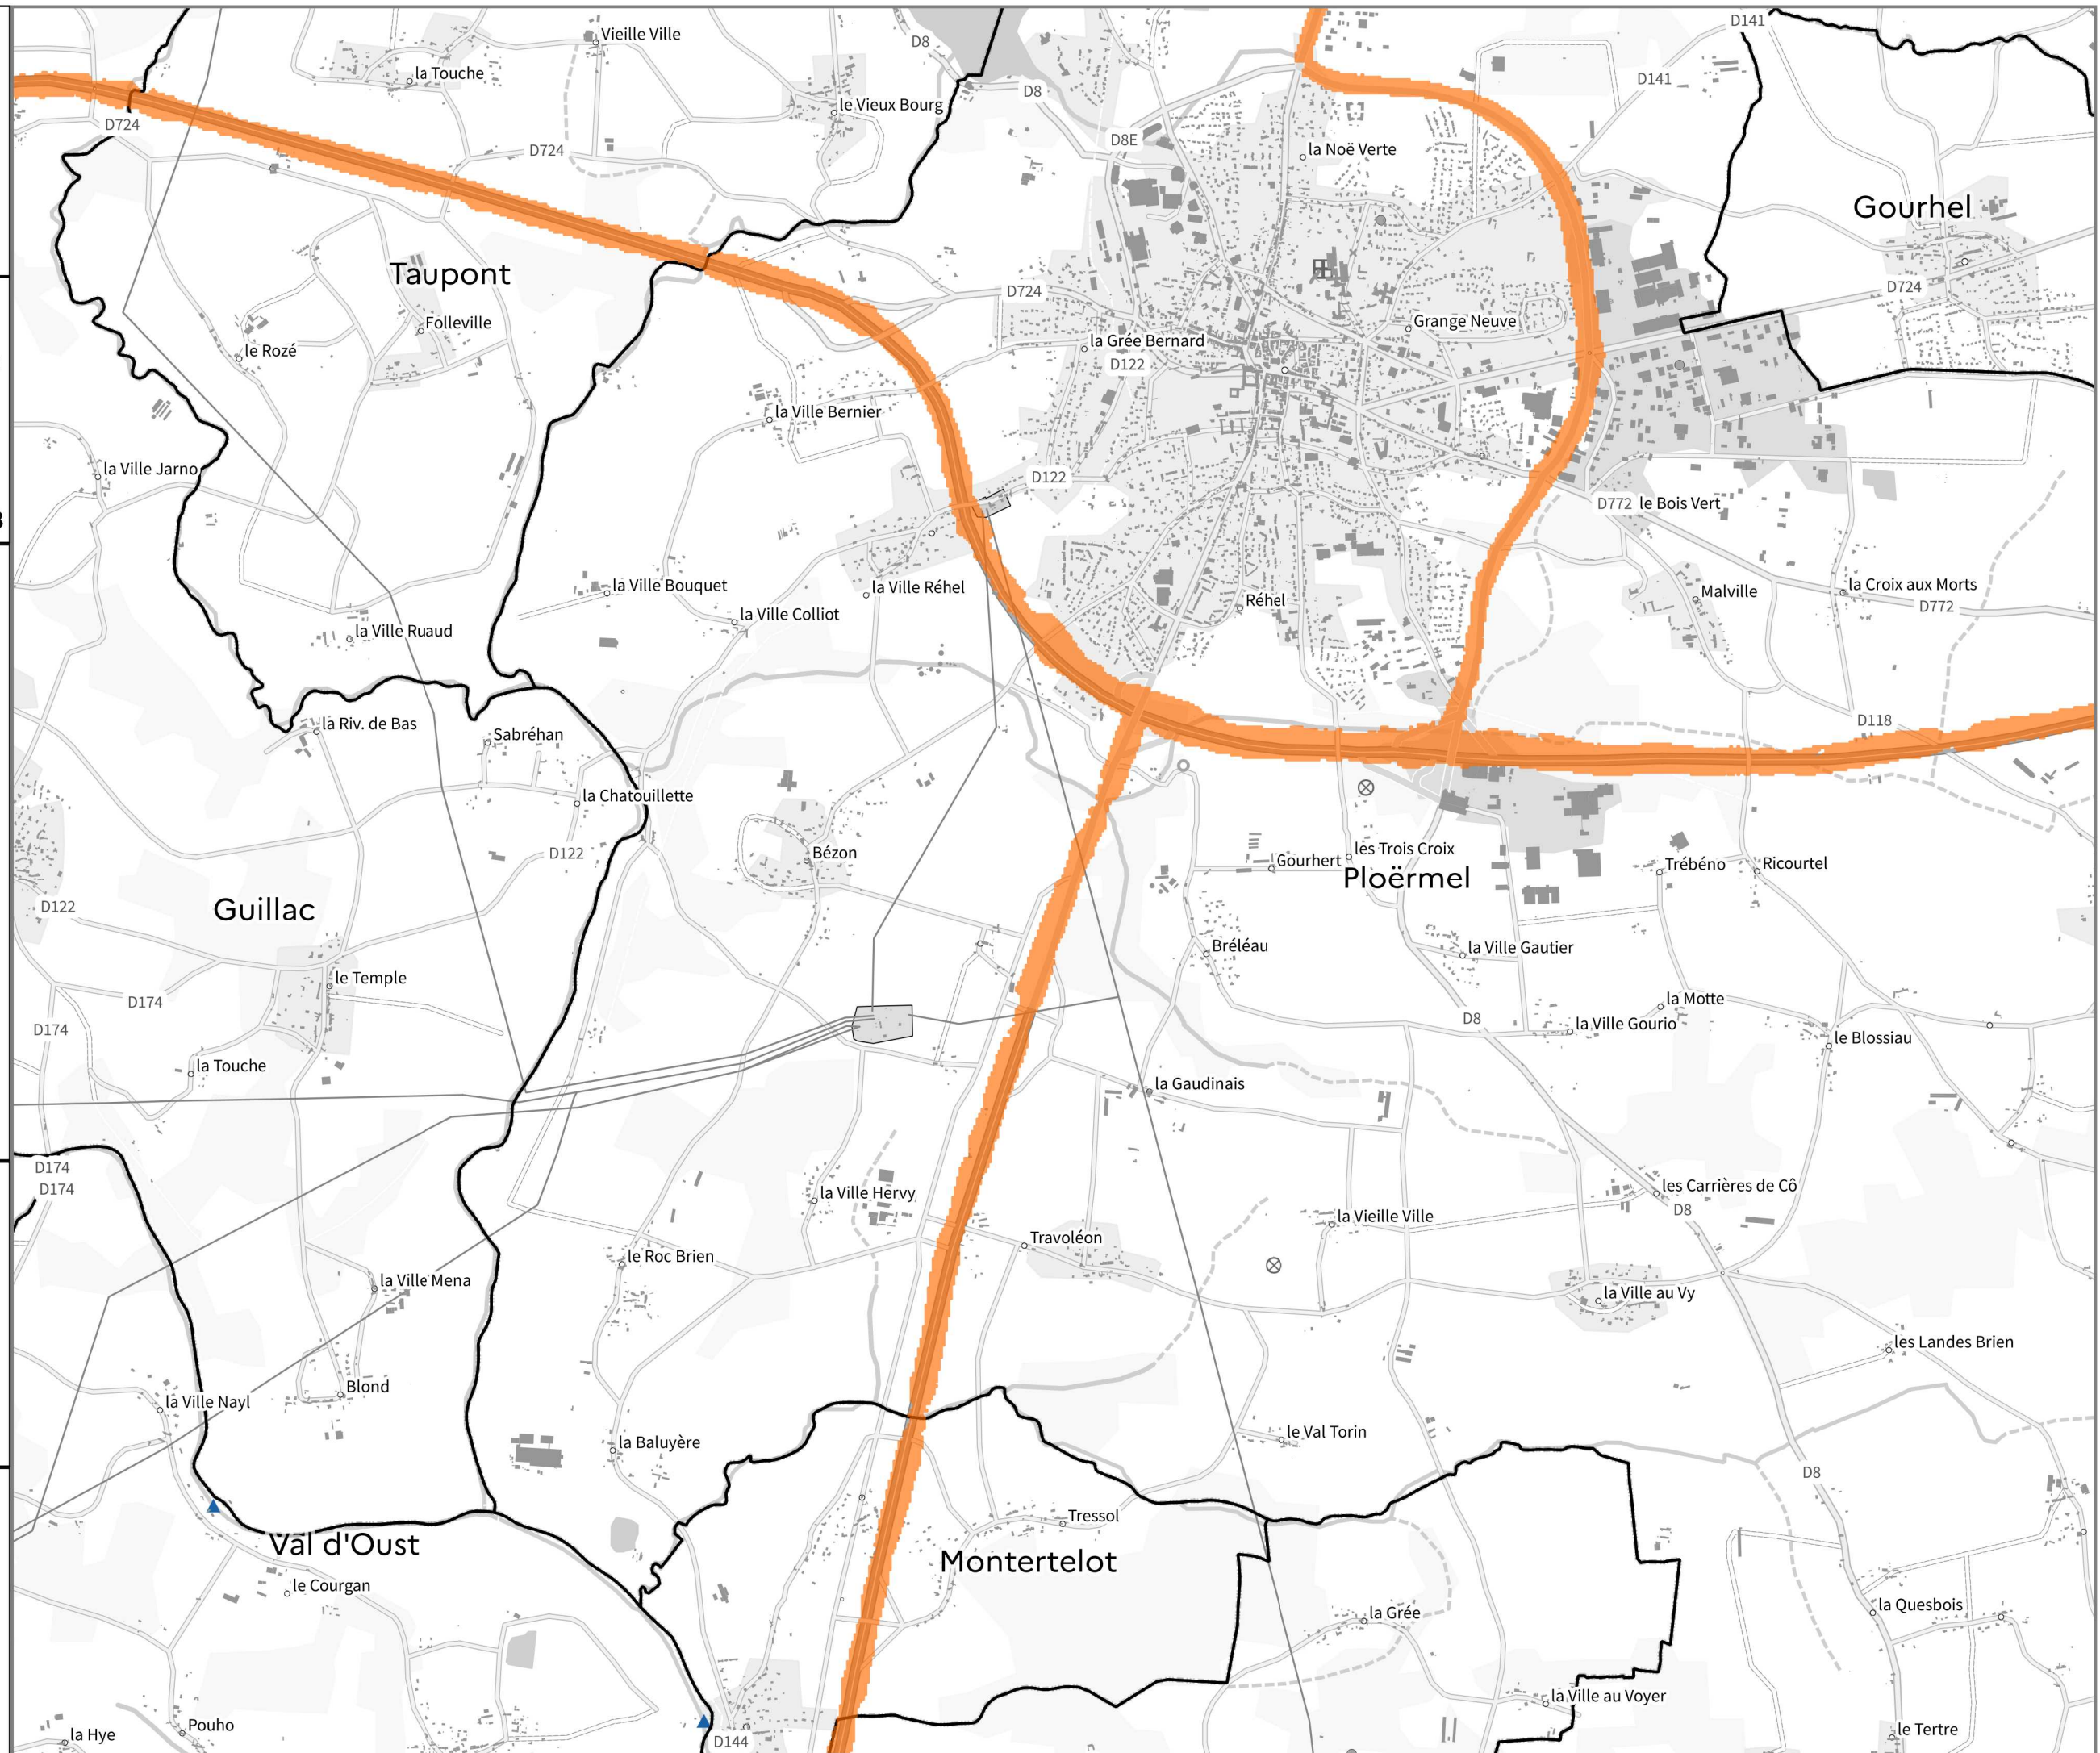 D141
Vieille Ville
D8
la Touche
D141
D8
le Vieux Bourg
D724
D8E
D724
la Noë Verte
Gourhel
Taupont
D724
D724
Folleville
Grange Neuve
le Rozé
la Grée Bernard
D122
la Ville Bernier
la Ville Jarno
D122
D772
le Bois Vert
la Ville Bouquet
la Ville Réhel
la Croix aux Morts
Malville
Réhel
D772
la Ville Colliot
la Ville Ruaud
la Riv. de Bas
D118
Sabréhan
la Chatouillette
D122
Bézon
les Trois Croix
Gourhert
Trébéno
Ricourtel
Ploërmel
D122
Guillac
Bréléau
la Ville Gautier
le Temple
D174
la Motte
D8
la Ville Gourio
D174
le Blossiau
la Touche
la Gaudinais
D174
D174
les Carrières de Cô
la Ville Hervy
D8
la Vieille Ville
Travoléon
le Roc Brien
la Ville Mena
la Ville au Vy
les Landes Brien
Blond
la Ville Nayl
le Val Torin
la Baluyère
D8
Tressol
Val d'Oust
Montertelot
le Courgan
la Quesbois
la Grée
la Ville au Voyer
Pouho
le Tertre
la Hye
D144